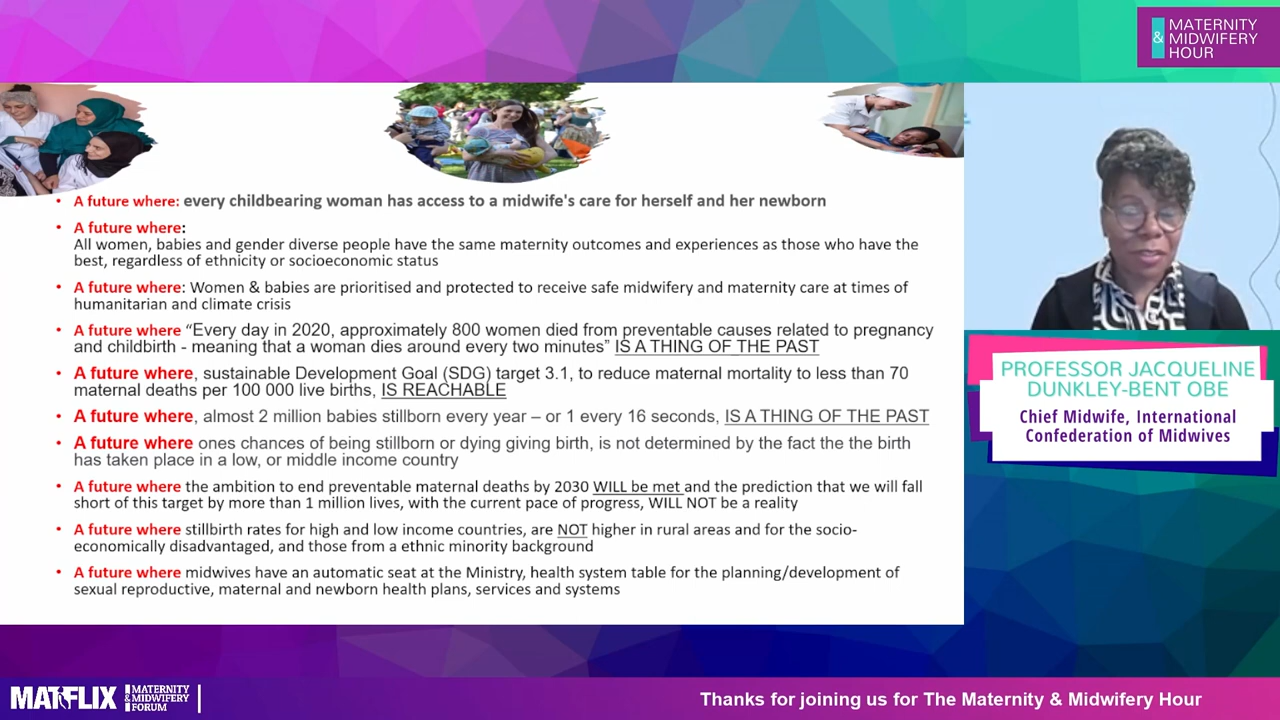 &
MATERNITY
MIDWIFERY
HOUR
• A future where: every childbearing woman has access to a midwife's care for herself and her newborn
• A future where:
All women, babies and gender diverse people have the same maternity outcomes and experiences as those who have the
best, regardless of ethnicity or socioeconomic status
• A future where: Women & babies are prioritised and protected to receive safe midwifery and maternity care at times of
humanitarian and climate crisis
• A future where “Every day in 2020, approximately 800 women died from preventable causes related to pregnancy
and childbirth - meaning that a woman dies around every two minutes” IS A THING OF THE PAST
• A future where, sustainable Development Goal (SDG) target 3.1, to reduce maternal mortality to less than 70
maternal deaths per 100 000 live births, IS REACHABLE
• A future where, almost 2 million babies stillborn every year – or 1 every 16 seconds, IS A THING OF THE PAST
• A future where ones chances of being stillborn or dying giving birth, is not determined by the fact the the birth
has taken place in a low, or middle income country
• A future where the ambition to end preventable maternal deaths by 2030 WILL be met and the prediction that we will fall
short of this target by more than 1 million lives, with the current pace of progress, WILL NOT be a reality
• A future where stillbirth rates for high and low income countries, are NOT higher in rural areas and for the socio-
economically disadvantaged, and those from a ethnic minority background
• A future where midwives have an automatic seat at the Ministry, health system table for the planning/development of
sexual reproductive, maternal and newborn health plans, services and systems
PROFESSOR JACQUELINE
DUNKLEY-BENT OBE
Chief Midwife, International
Confederation of Midwives
MATFLIX
MATERNITY
& MIDWIFERY
FORUM
Thanks for joining us for The Maternity & Midwifery Hour